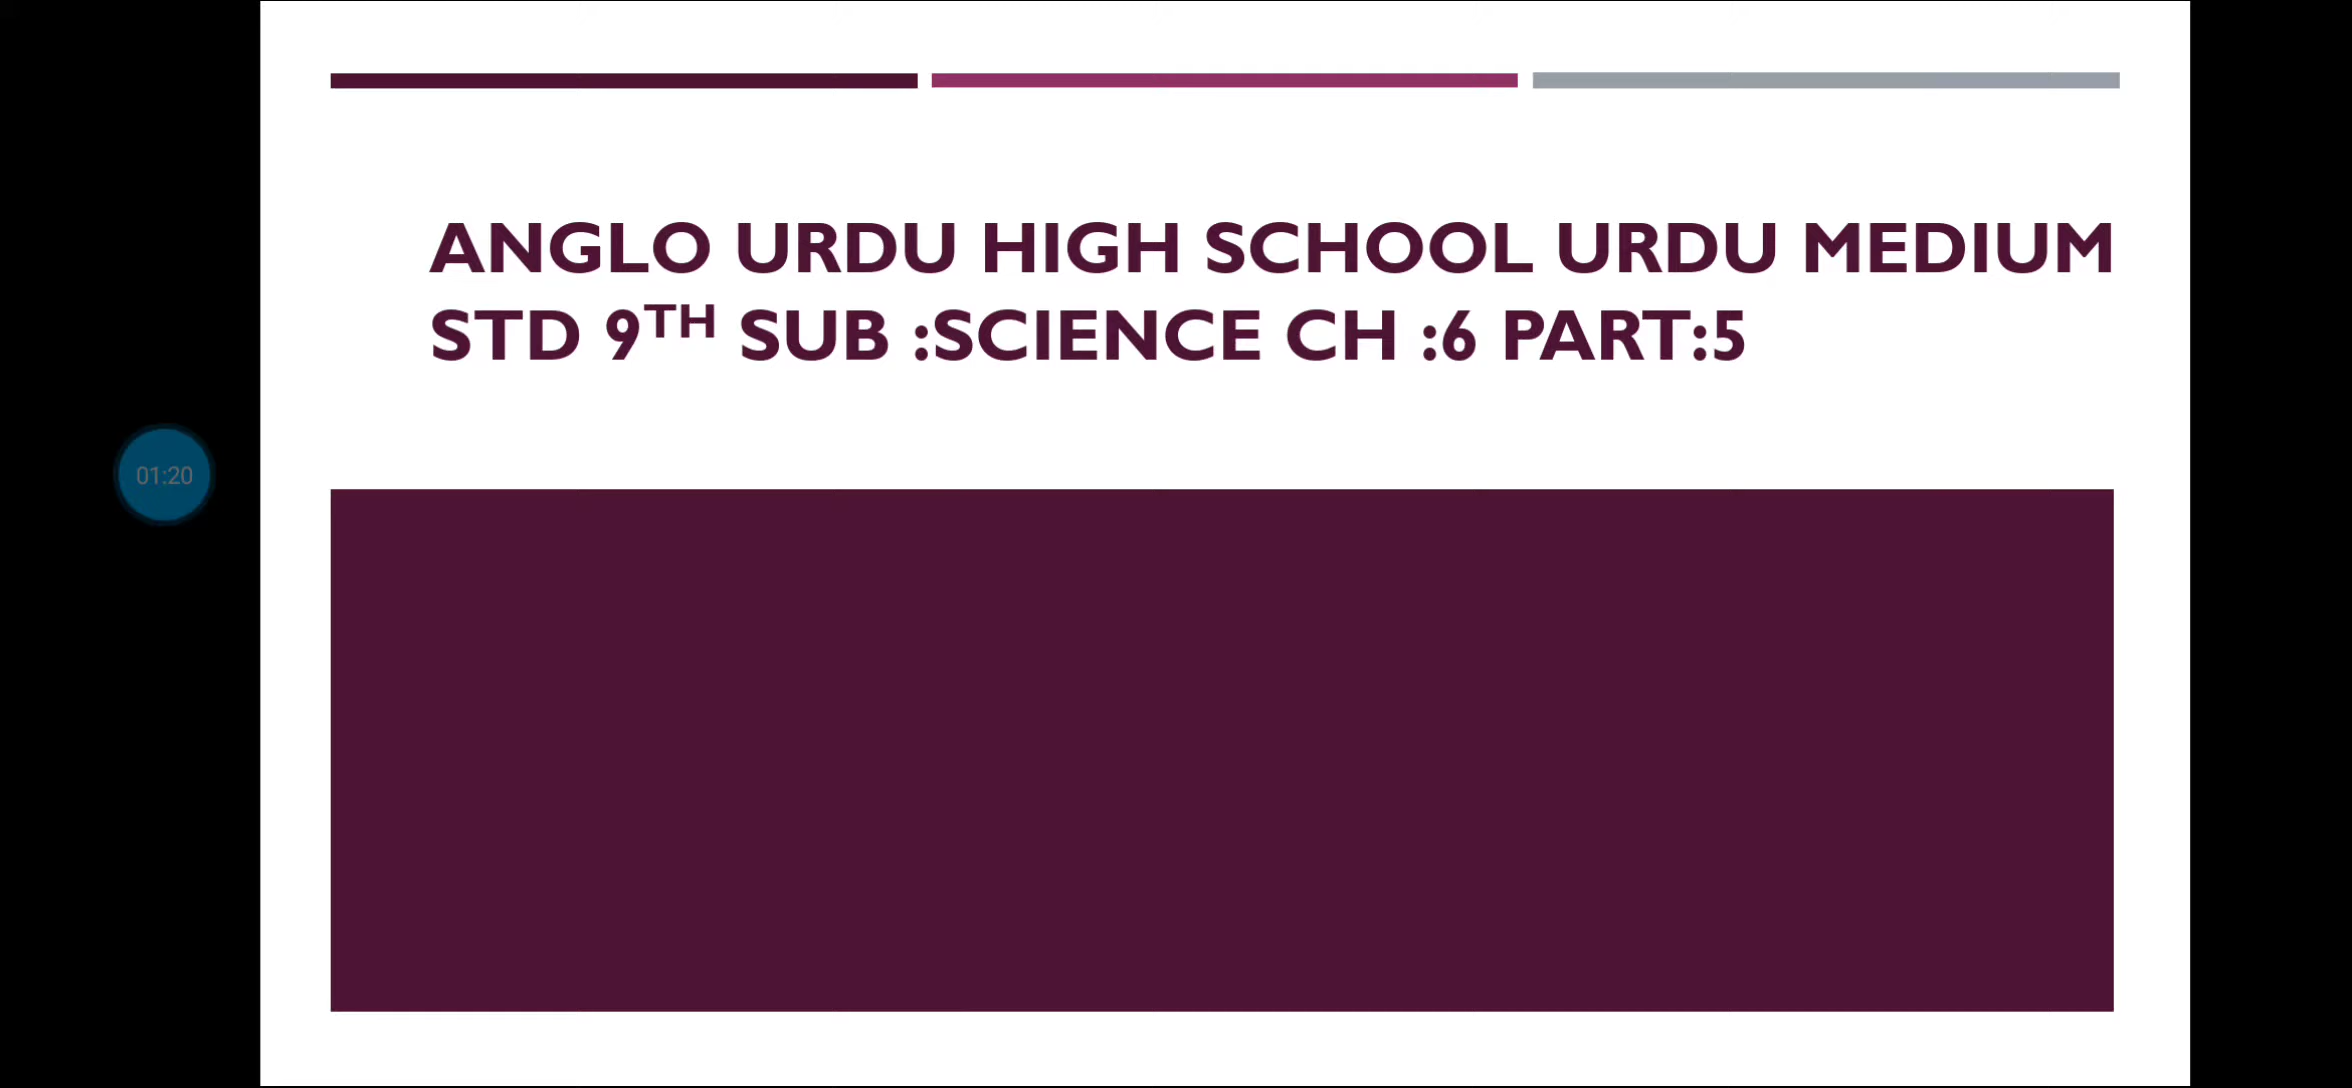 ANGLO URDU HIGH SCHOOL URDU MEDIUM
STD 9TH SUB :SCIENCE CH :6 PART:5
01:20